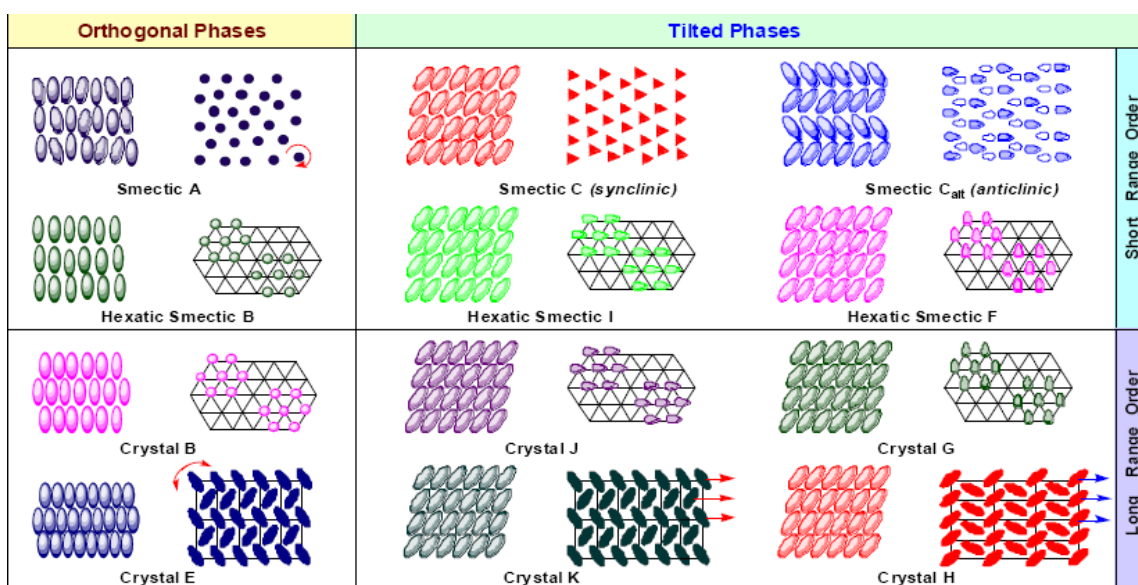 Orthogonal Phases
Tilted Phases
Smectic A
Smectic C (synclinic)
Smectic C_alt (anticlinic)
Hexatic Smectic B
Hexatic Smectic I
Hexatic Smectic F
Short Range Order
Crystal B
Crystal J
Crystal G
Crystal E
Crystal K
Crystal H
Long Range Order